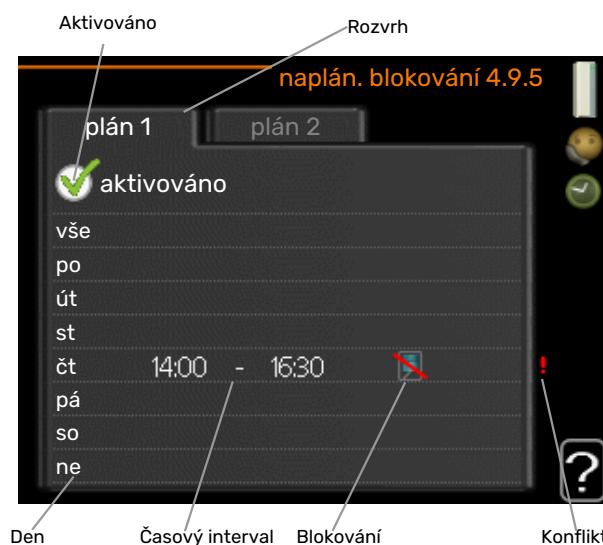 Aktivováno
Rozvrh
naplán. blokování 4.9.5
plán 1
plán 2
aktivováno
vše
po
út
st
čt 14:00 - 16:30 !
pá
so
ne
?
Den
Časový interval
Blokování
Konflikt